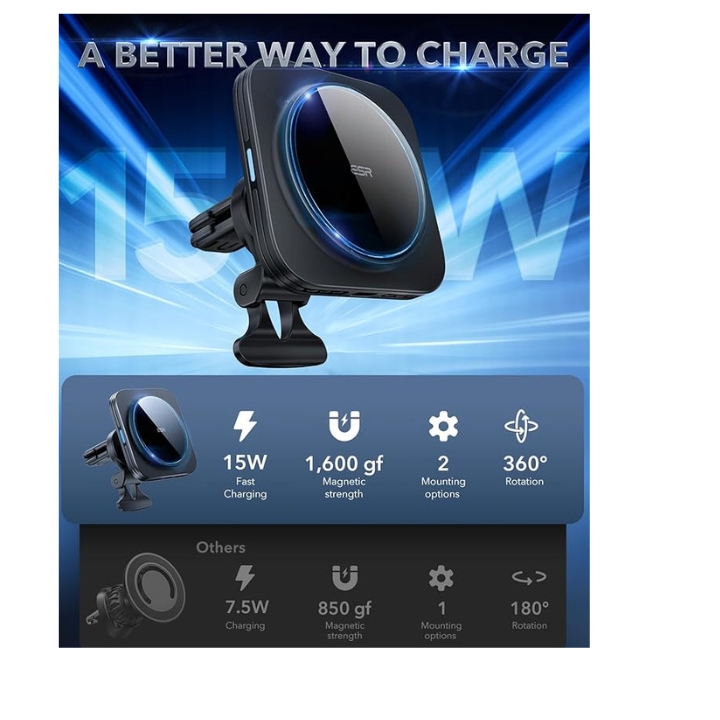 A BETTER WAY TO CHARGE
15W
ESR
15W
Fast
Charging
1,600 gf
Magnetic
strength
2
Mounting
options
360°
Rotation
Others
7.5W
Charging
850 gf
Magnetic
strength
1
Mounting
options
180°
Rotation